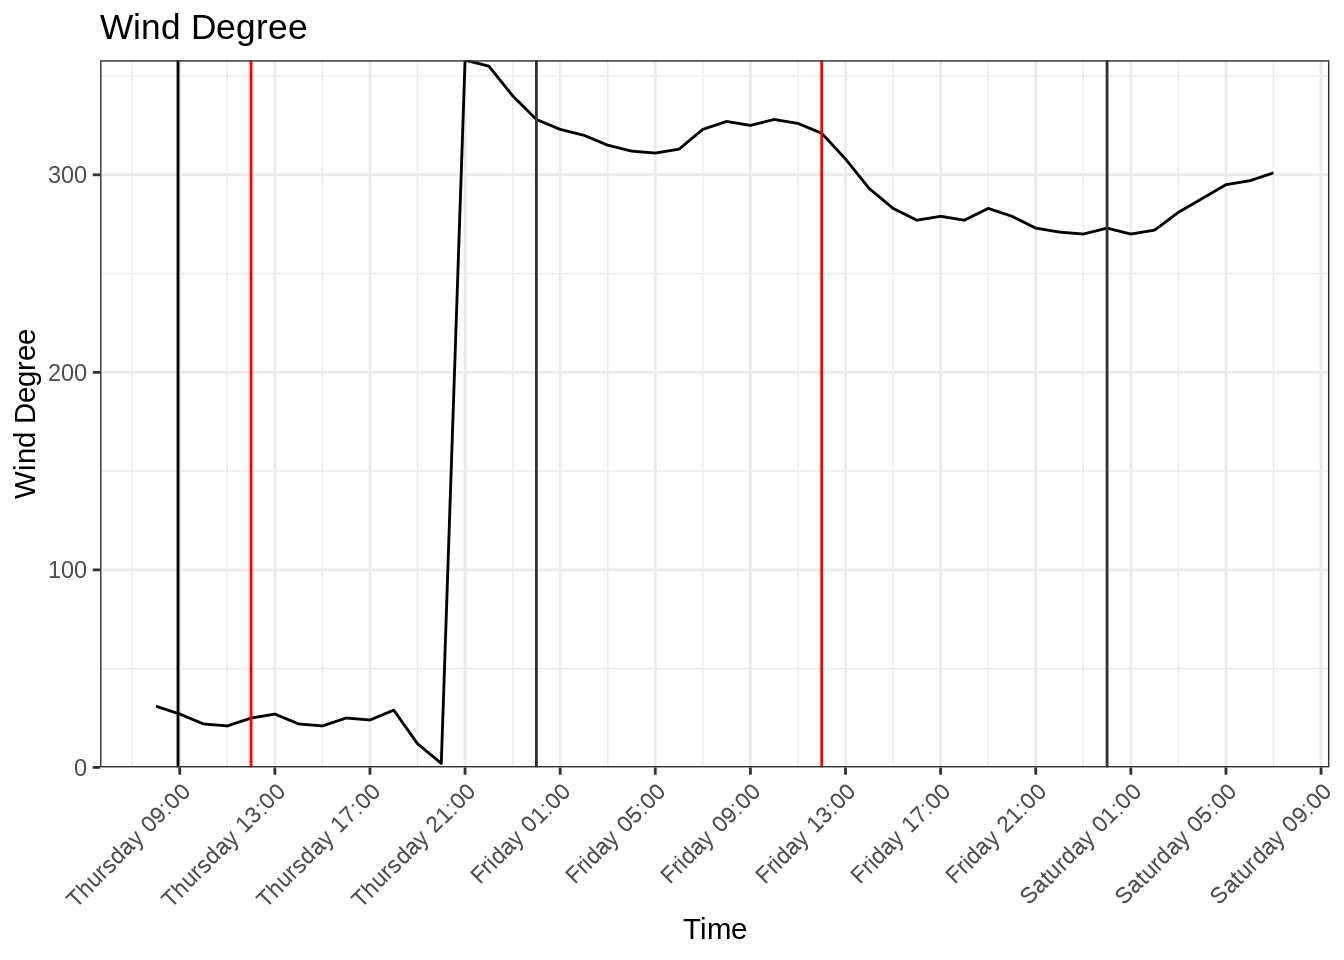 Wind Degree
Wind Degree
300
200
100
0
Thursday 09:00
Thursday 13:00
Thursday 17:00
Thursday 21:00
Friday 01:00
Friday 05:00
Friday 09:00
Friday 13:00
Friday 17:00
Friday 21:00
Saturday 01:00
Saturday 05:00
Saturday 09:00
Time